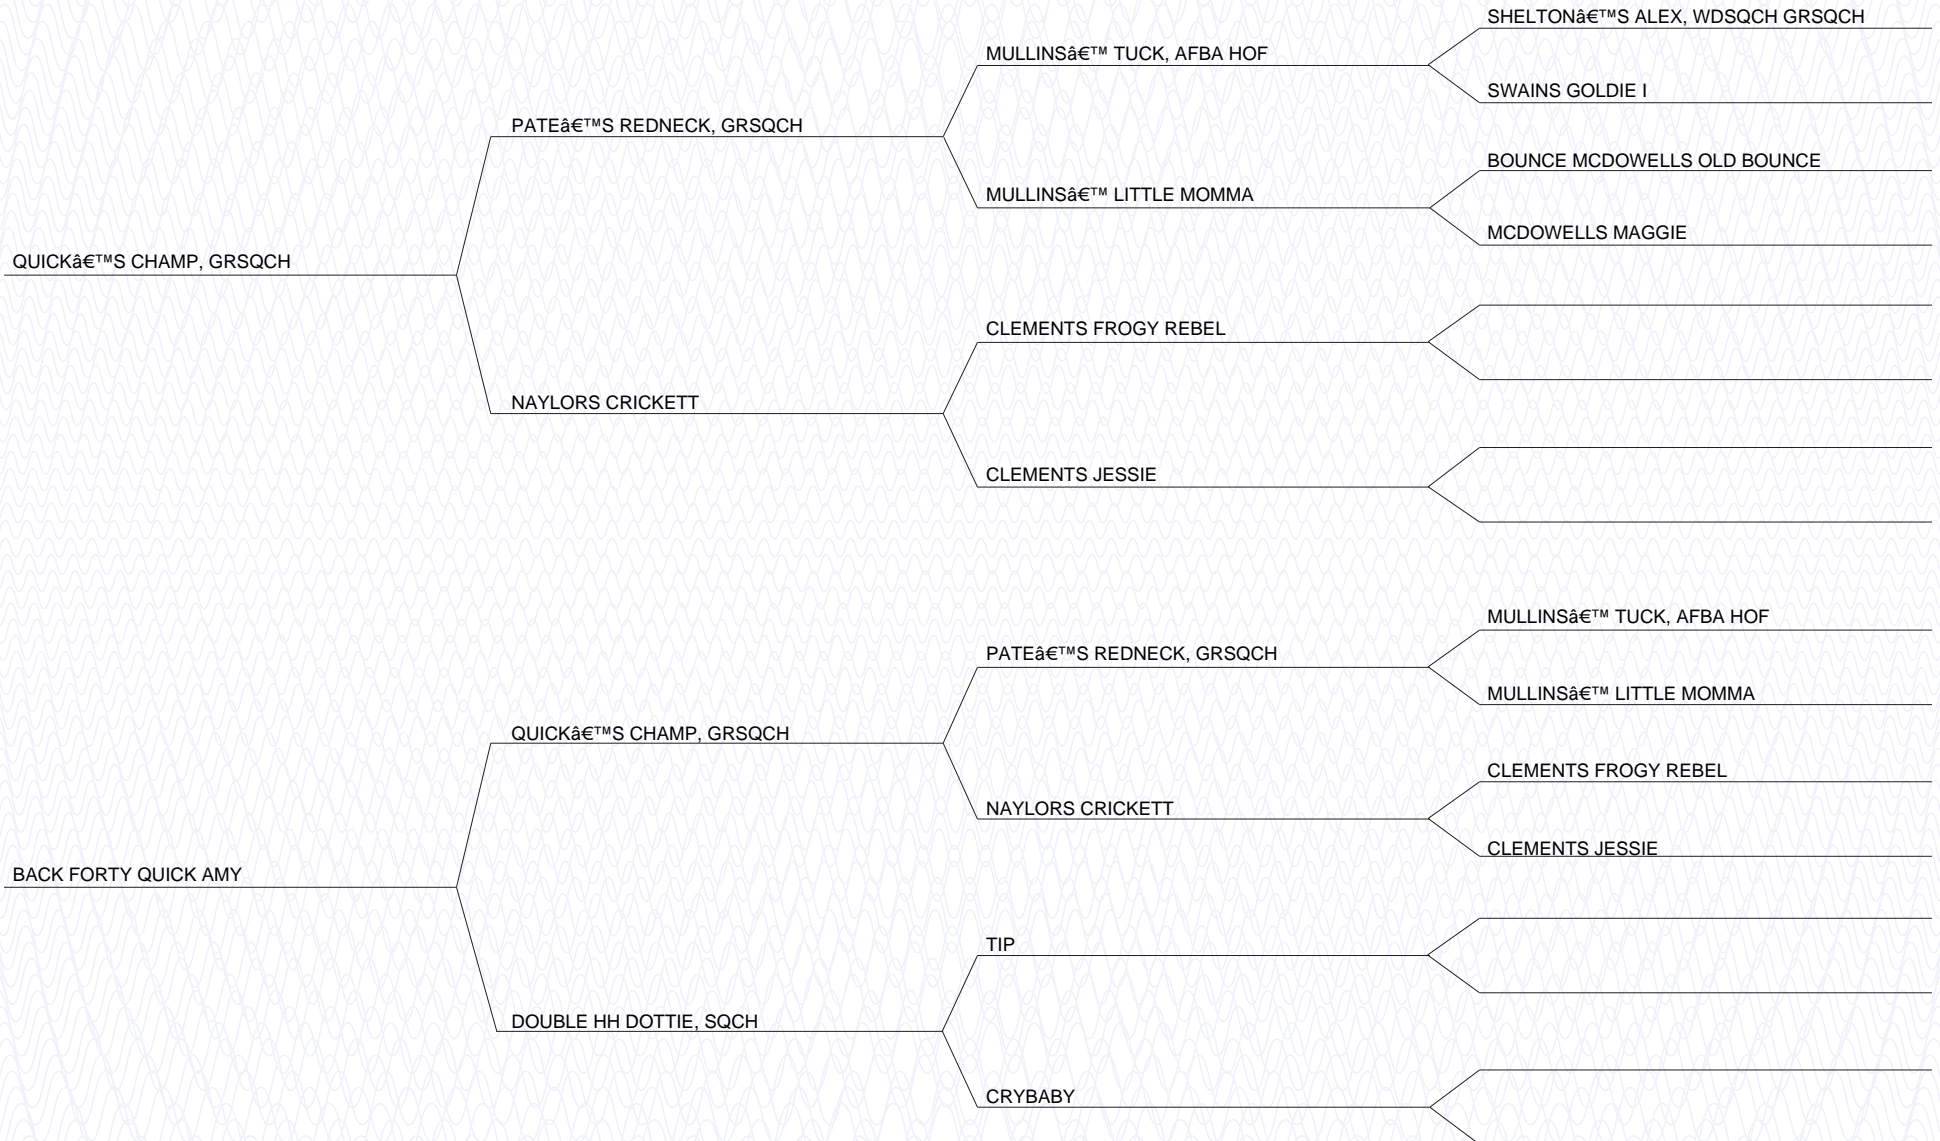 SHELTONâ€™S ALEX, WDSQCH GRSQCH
MULLINSâ€™ TUCK, AFBA HOF
SWAINS GOLDIE I
PATEâ€™S REDNECK, GRSQCH
BOUNCE MCDOWELLS OLD BOUNCE
MULLINSâ€™ LITTLE MOMMA
MCDOWELLS MAGGIE
QUICKâ€™S CHAMP, GRSQCH
CLEMENTS FROGY REBEL
NAYLORS CRICKETT
CLEMENTS JESSIE
MULLINSâ€™ TUCK, AFBA HOF
PATEâ€™S REDNECK, GRSQCH
MULLINSâ€™ LITTLE MOMMA
QUICKâ€™S CHAMP, GRSQCH
CLEMENTS FROGY REBEL
NAYLORS CRICKETT
CLEMENTS JESSIE
BACK FORTY QUICK AMY
TIP
DOUBLE HH DOTTIE, SQCH
CRYBABY